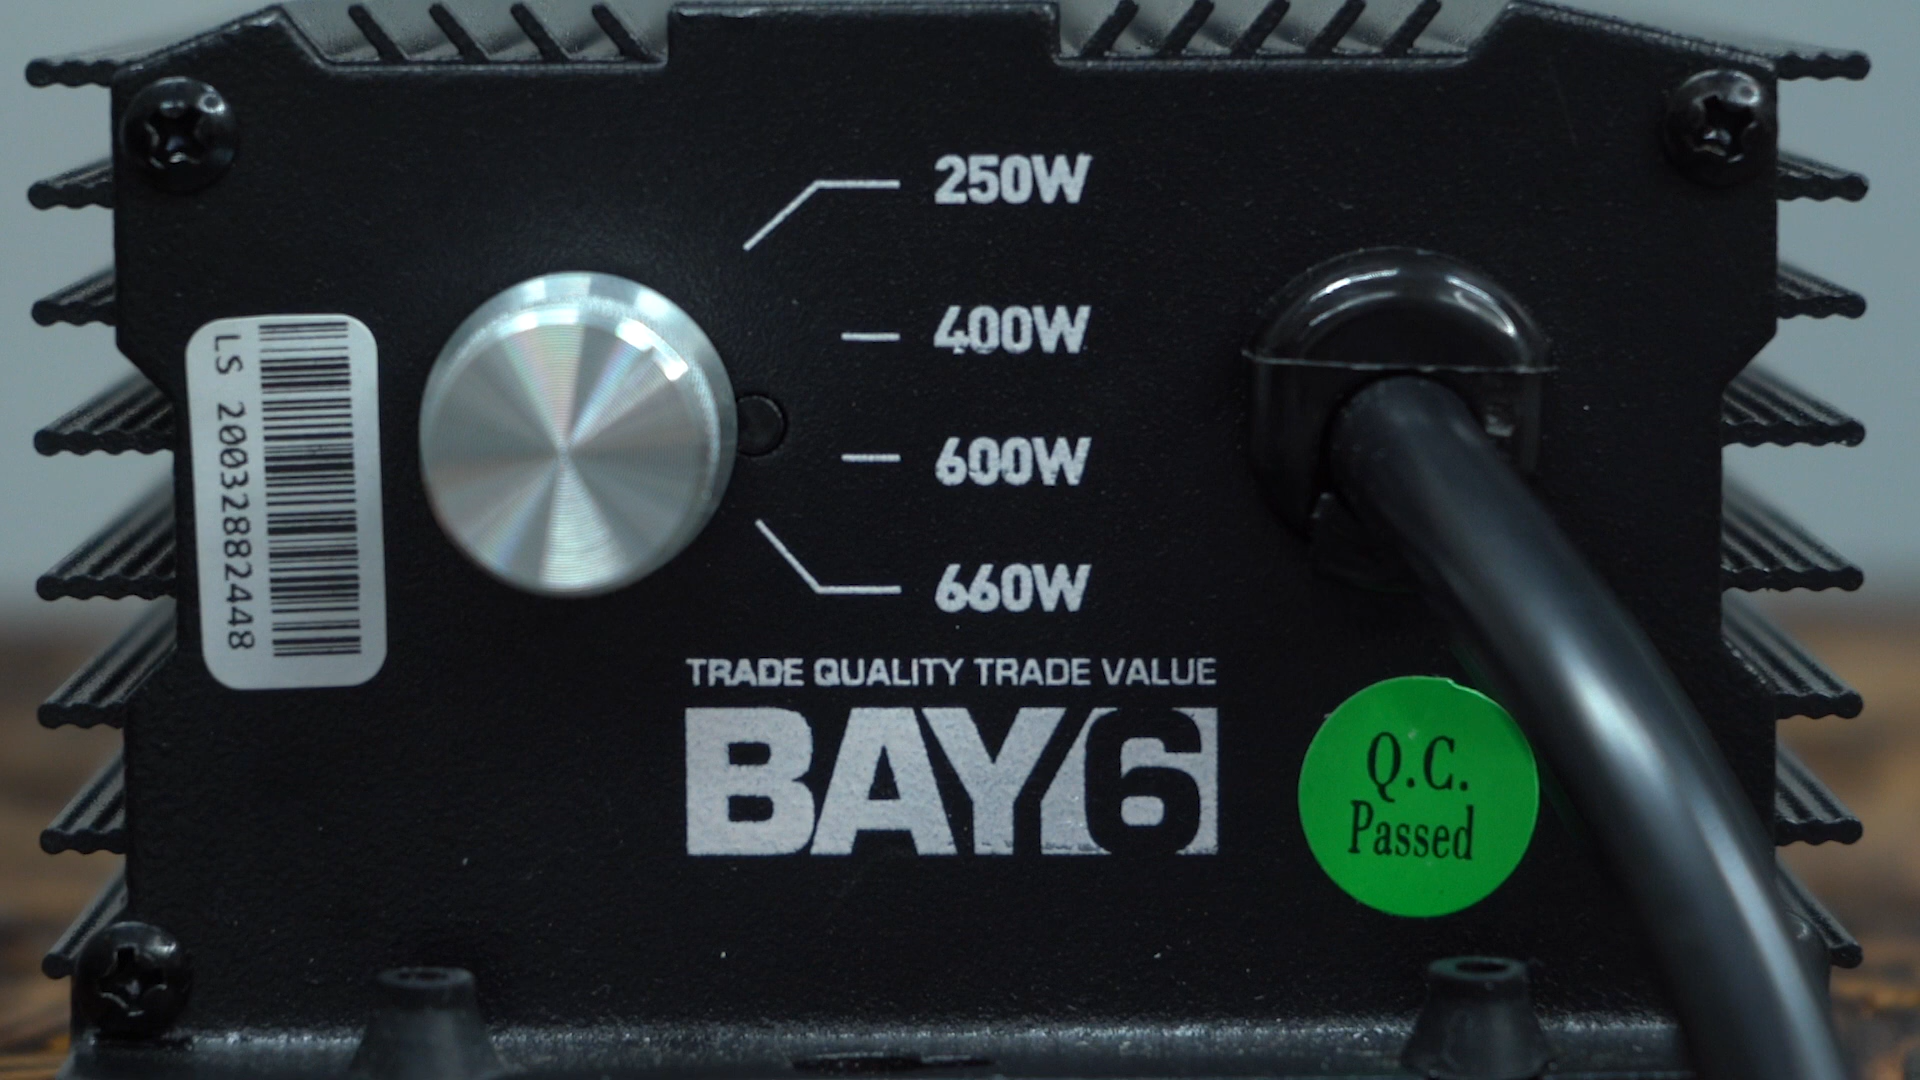 250W
400W
600W
660W
LS 20032882448
TRADE QUALITY TRADE VALUE
BAY6
Q.C.
Passed